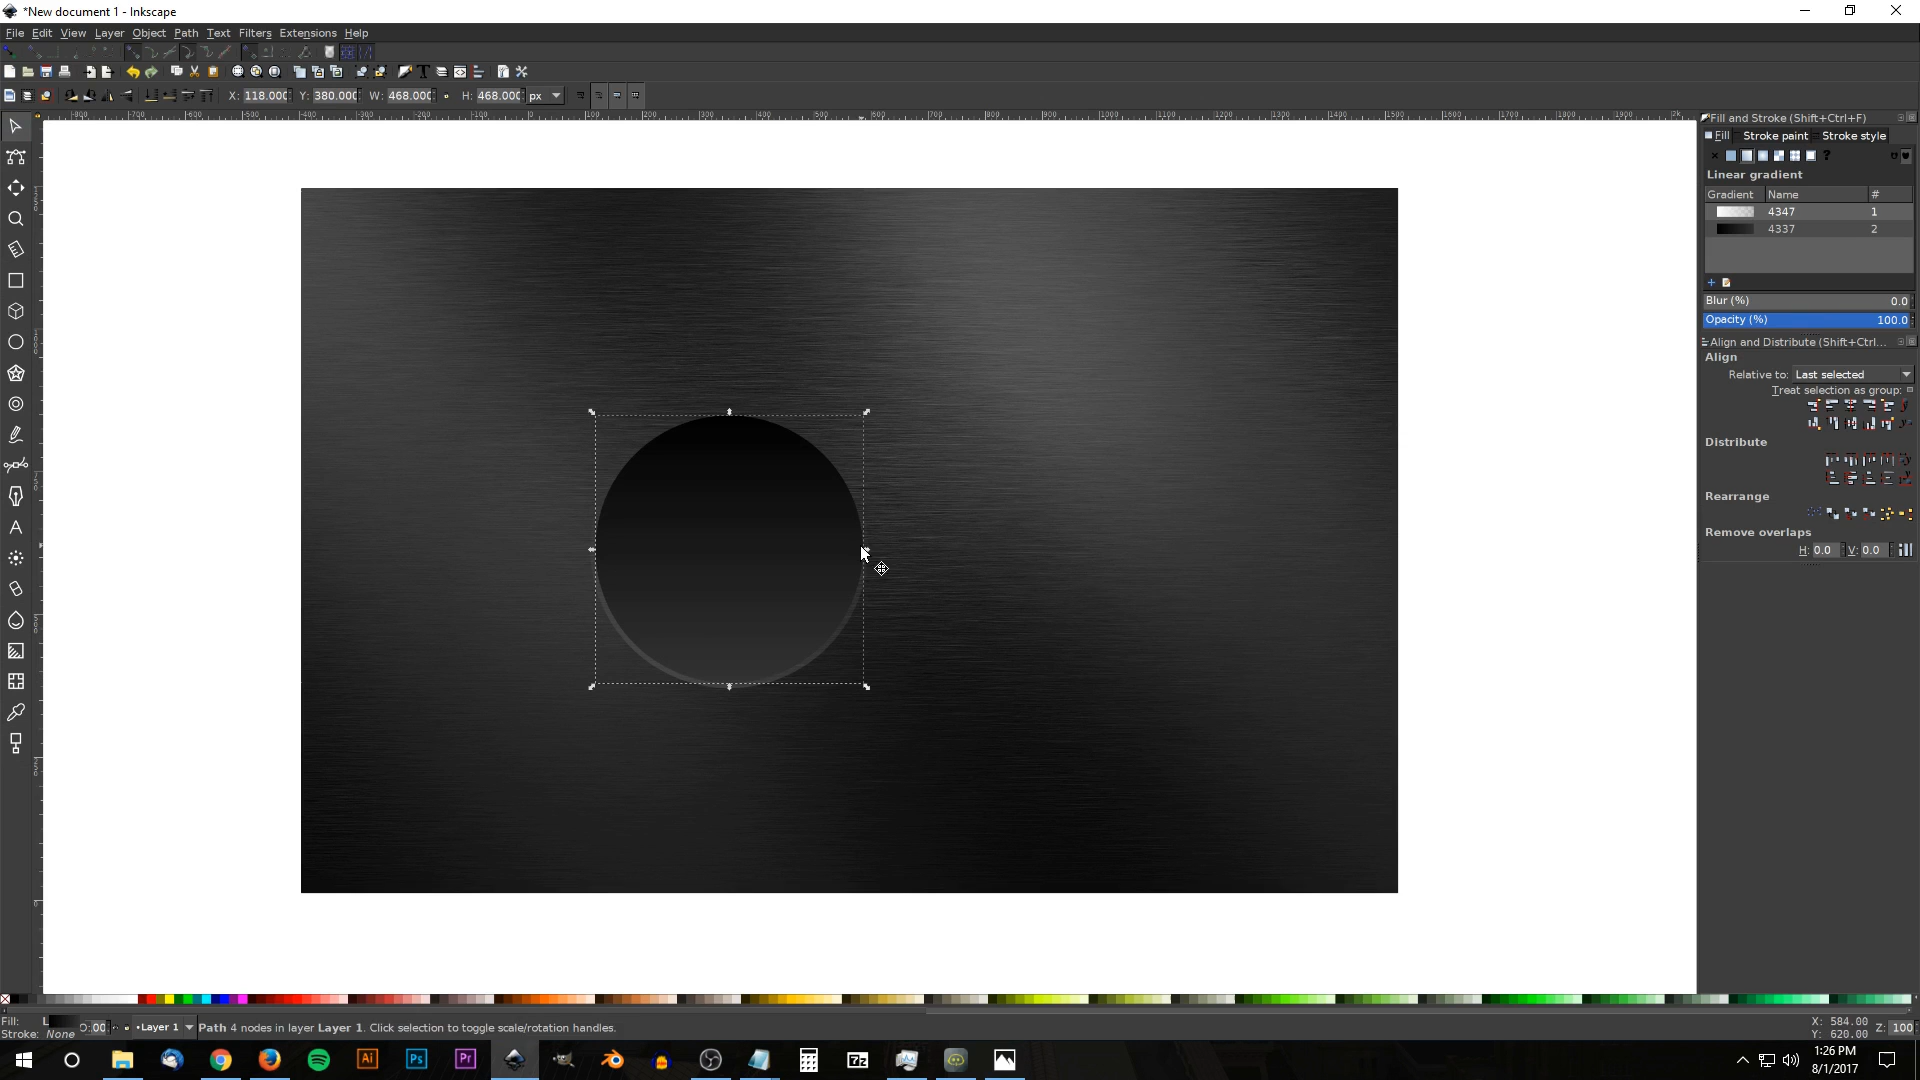 *New document 1 - Inkscape
File Edit View Layer Object Path Text Filters Extensions Help
X: 118.000 Y: 380.000 W: 468.000 H: 468.000 px
Fill and Stroke (Shift+Ctrl+F)
Fill Stroke paint Stroke style
?
Linear gradient
Gradient Name #
4347 1
4337 2
Blur (%) 0.0
Opacity (%) 100.0
Align and Distribute (Shift+Ctrl...
Align
Relative to: Last selected
Treat selection as group:
Distribute
Rearrange
Remove overlaps
H: 0.0 V: 0.0
Fill: L
Stroke: None
Layer 1 Path 4 nodes in layer Layer 1. Click selection to toggle scale/rotation handles.
X: 584.00
Y: 620.00
Z: 100
Ai Ps Pr 7z
1:26 PM
8/1/2017